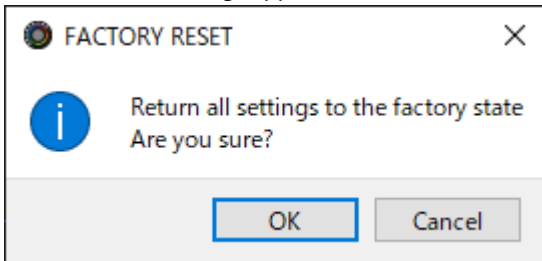 FACTORY RESET
Return all settings to the factory state
Are you sure?
OK
Cancel